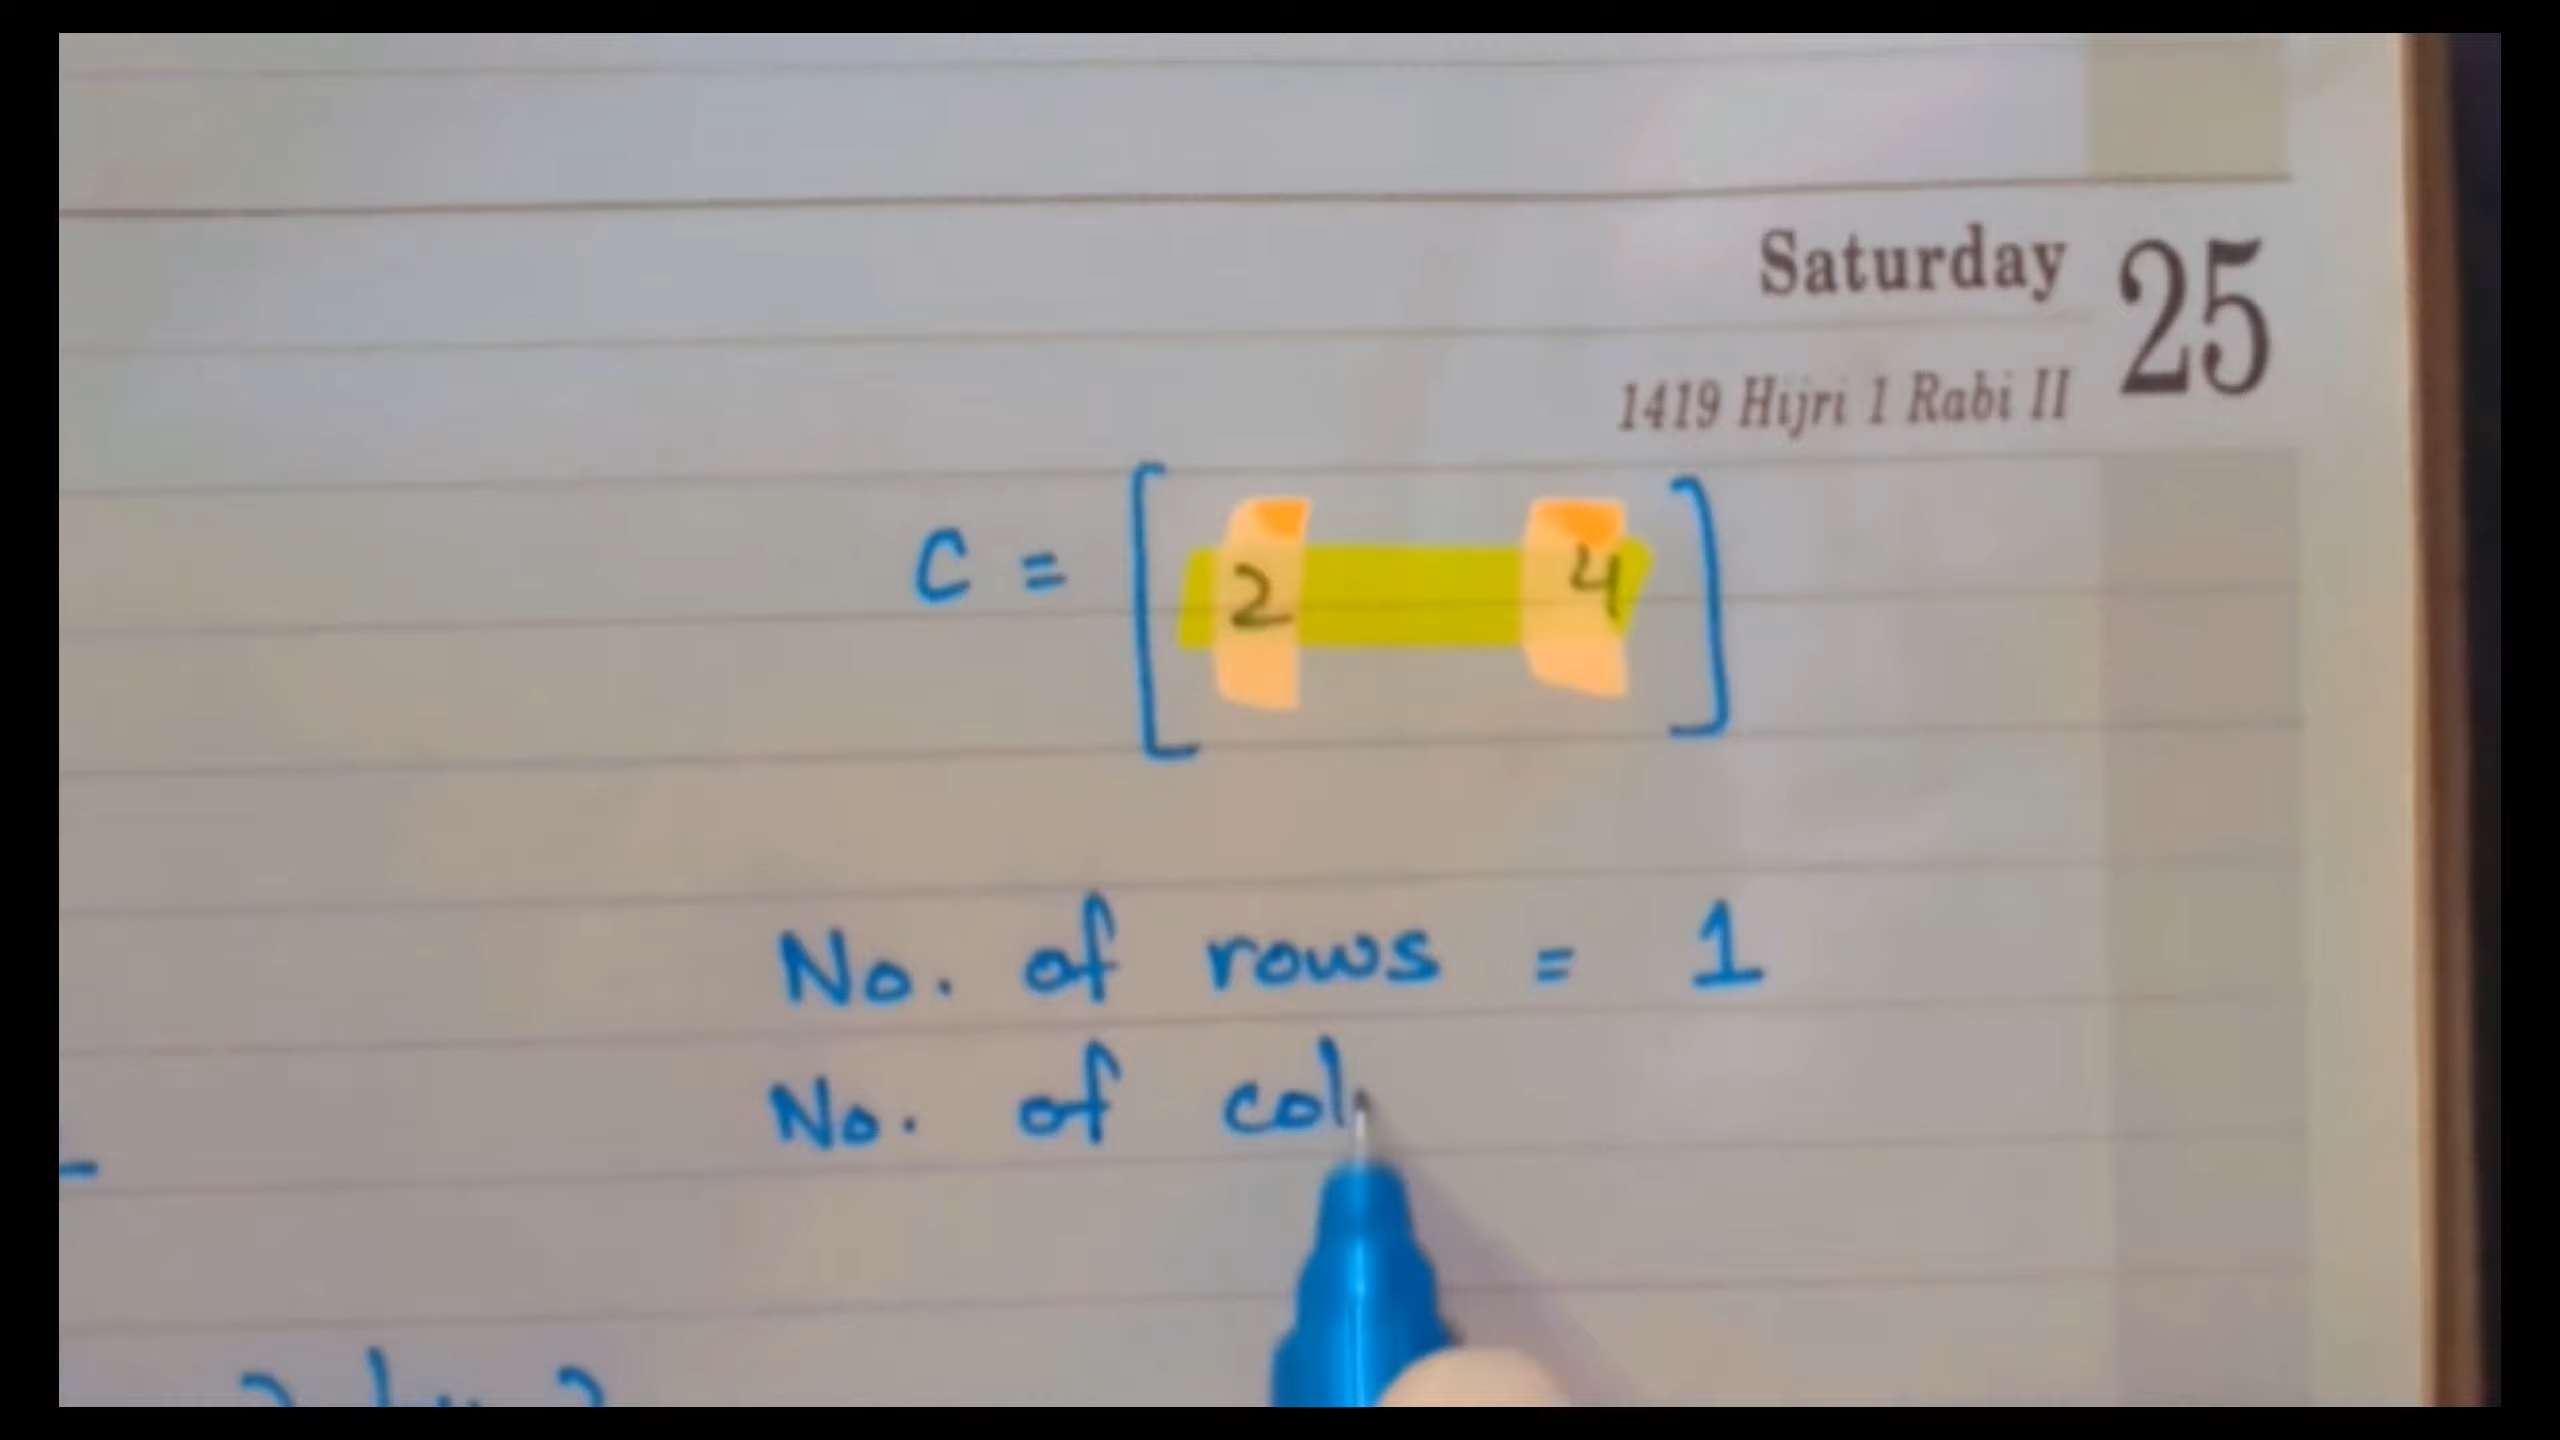 Saturday 25
1419 Hijri 1 Rabi II
C = [ 2 4 ]
No. of rows = 1
No. of col